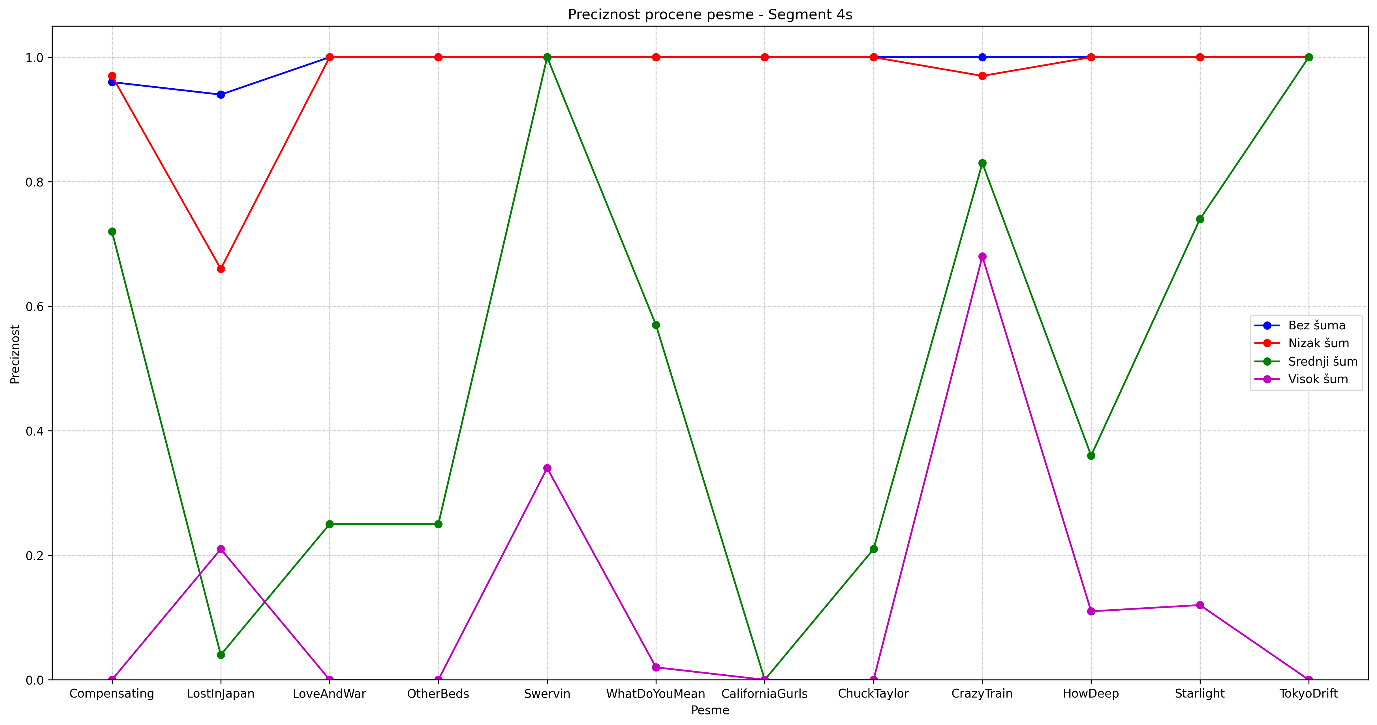 Preciznost procene pesme - Segment 4s
Preciznost
1.0
0.8
0.6
0.4
0.2
0.0
Bez šuma
Nizak šum
Srednji šum
Visok šum
Compensating LostInJapan LoveAndWar OtherBeds Swervin WhatDoYouMean CaliforniaGurls ChuckTaylor CrazyTrain HowDeep Starlight TokyoDrift
Pesme